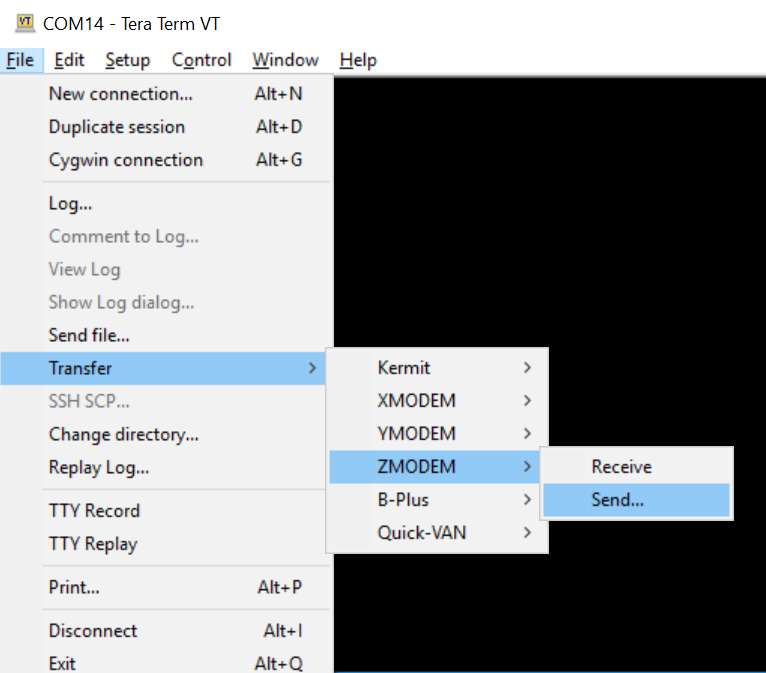 COM14 - Tera Term VT
File Edit Setup Control Window Help
New connection... Alt+N
Duplicate session Alt+D
Cygwin connection Alt+G
Log...
Comment to Log...
View Log
Show Log dialog...
Send file...
Transfer
SSH SCP...
Change directory...
Replay Log...
TTY Record
TTY Replay
Print... Alt+P
Disconnect Alt+I
Exit Alt+Q
Kermit
XMODEM
YMODEM
ZMODEM
B-Plus
Quick-VAN
Receive
Send...